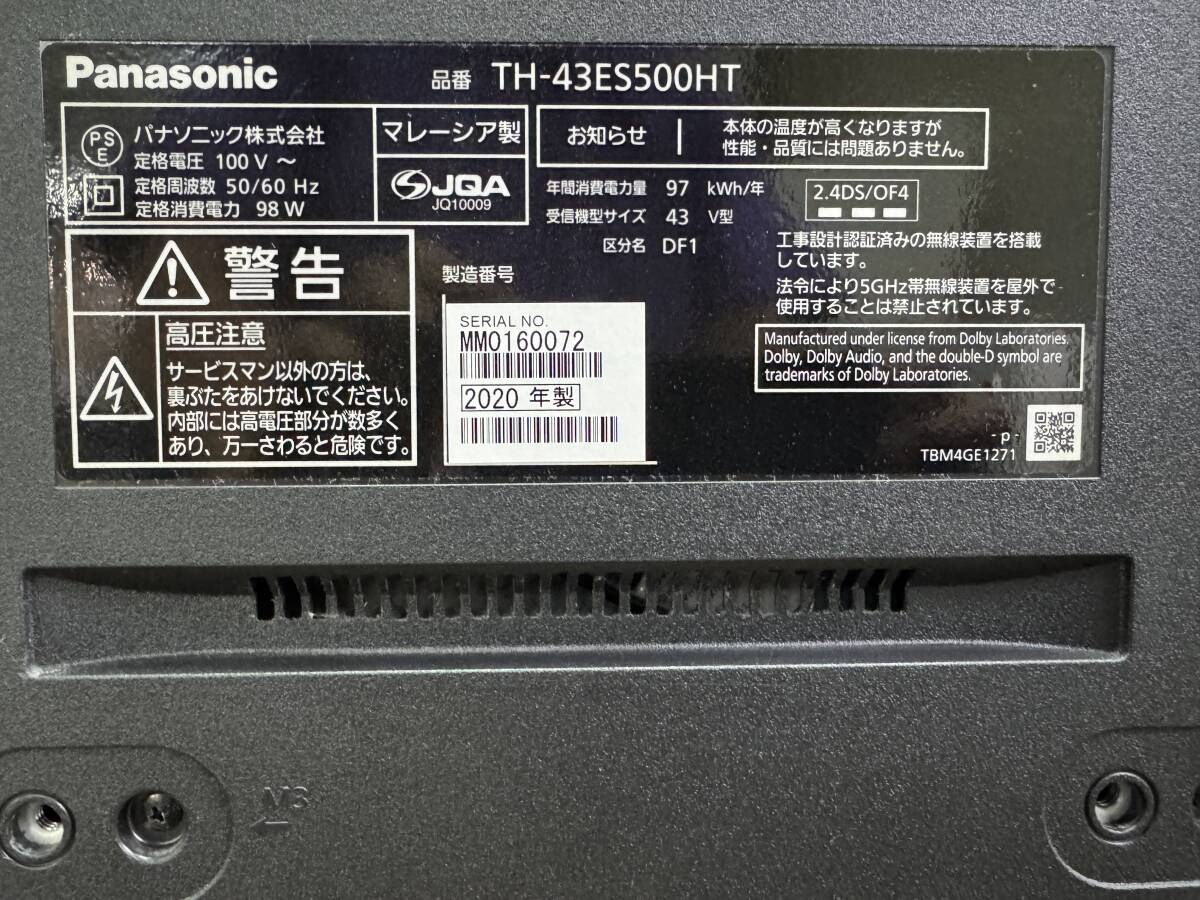 Panasonic
品番 TH-43ES500HT
PS
E
パナソニック株式会社
定格電圧 100 V ～
定格周波数 50/60 Hz
定格消費電力 98 W
マレーシア製
JQA
JQ10009
お知らせ
本体の温度が高くなりますが
性能・品質には問題ありません。
年間消費電力量 97 kWh/年
受信機型サイズ 43 V型
区分名 DF1
2.4DS/OF4
工事設計認証済みの無線装置を搭載
しています。
法令により5GHz帯無線装置を屋外で
使用することは禁止されています。
警告
高圧注意
サービスマン以外の方は、
裏ぶたをあけないでください。
内部には高電圧部分が数多く
あり、万一さわると危険です。
製造番号
SERIAL NO.
MM0160072
2020 年製
Manufactured under license from Dolby Laboratories.
Dolby, Dolby Audio, and the double-D symbol are
trademarks of Dolby Laboratories.
- p -
TBM4GE1271
M3